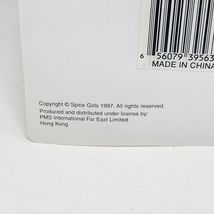 6 56079 39563
MADE IN CHINA
Copyright © Spice Girls 1997. All rights reserved.
Produced and distributed under license by
PMS International Far East Limited
Hong Kong